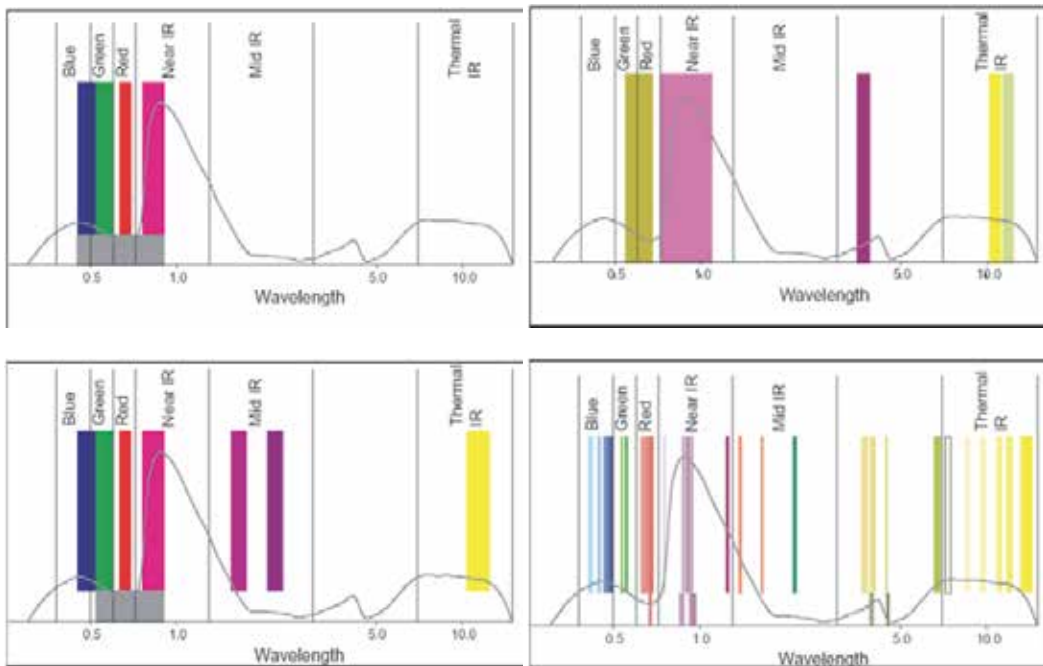 Blue
Green
Red
Near IR
Mid IR
Thermal
IR
0.5 1.0 5.0 10.0
Wavelength
Blue
Green
Red
Near IR
Mid IR
Thermal
IR
0.5 1.0 5.0 10.0
Wavelength
Blue
Green
Red
Near IR
Mid IR
Thermal
IR
0.5 1.0 5.0 10.0
Wavelength
Blue
Green
Red
Near IR
Mid IR
Thermal
IR
0.5 1.0 5.0 10.0
Wavelength